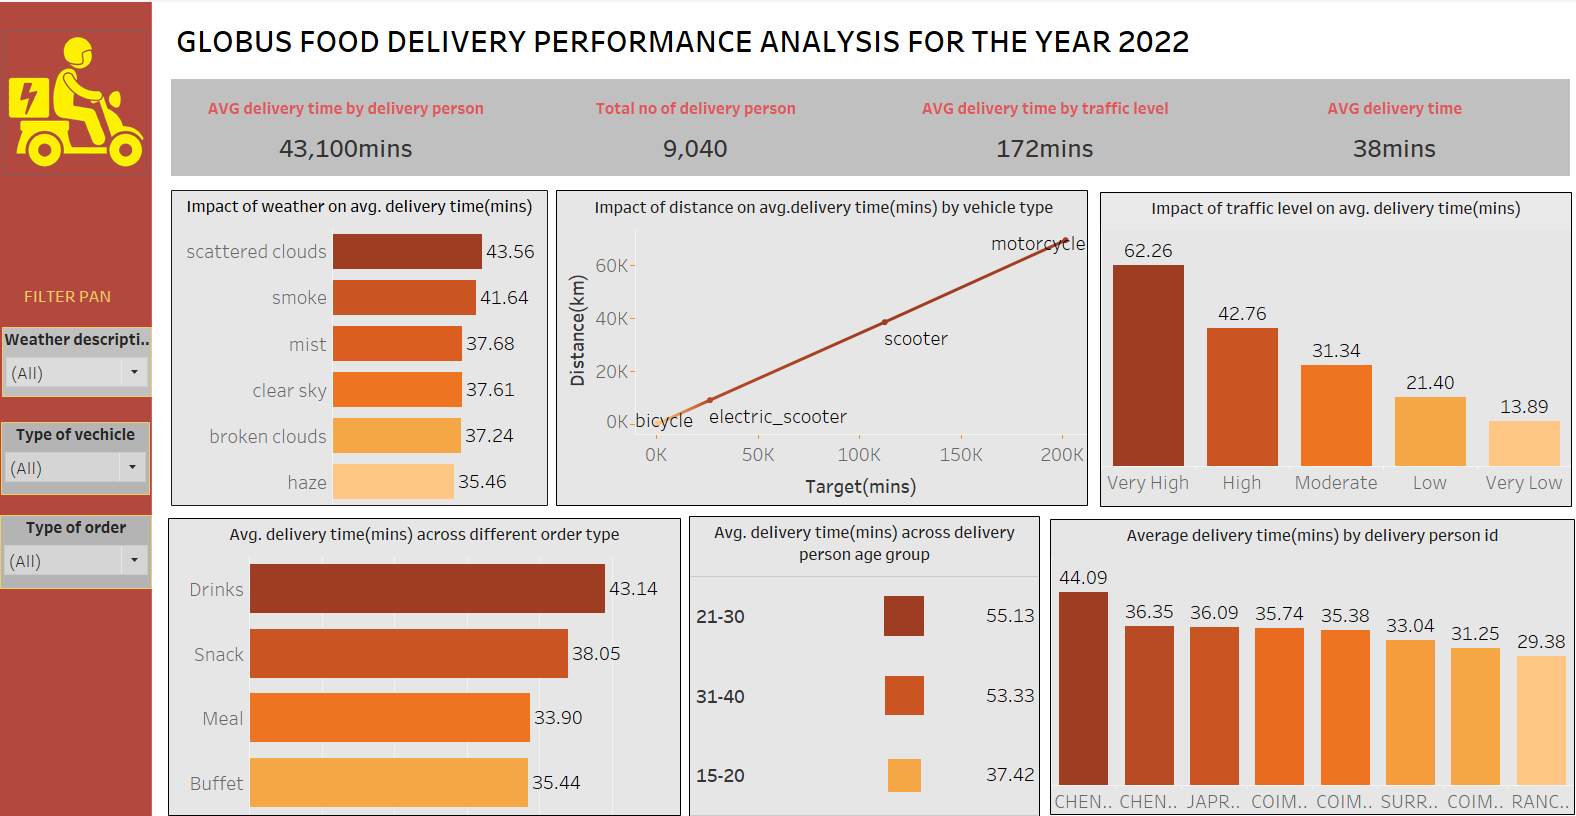 GLOBUS FOOD DELIVERY PERFORMANCE ANALYSIS FOR THE YEAR 2022
AVG delivery time by delivery person
43,100mins
Total no of delivery person
9,040
AVG delivery time by traffic level
172mins
AVG delivery time
38mins
FILTER PAN
Weather descripti..
(All)
Type of vechicle
(All)
Type of order
(All)
Impact of weather on avg. delivery time(mins)
scattered clouds 43.56
smoke 41.64
mist 37.68
clear sky 37.61
broken clouds 37.24
haze 35.46
Impact of distance on avg.delivery time(mins) by vehicle type
Distance(km)
60K
40K
20K
0K
motorcycle
scooter
electric_scooter
bicycle
0K 50K 100K 150K 200K
Target(mins)
Impact of traffic level on avg. delivery time(mins)
62.26
42.76
31.34
21.40
13.89
Very High High Moderate Low Very Low
Avg. delivery time(mins) across different order type
Drinks 43.14
Snack 38.05
Meal 33.90
Buffet 35.44
Avg. delivery time(mins) across delivery
person age group
21-30 55.13
31-40 53.33
15-20 37.42
Average delivery time(mins) by delivery person id
44.09
36.35 36.09 35.74 35.38
33.04
31.25
29.38
CHEN.. CHEN.. JAPR.. COIM.. COIM.. SURR.. COIM.. RANC..